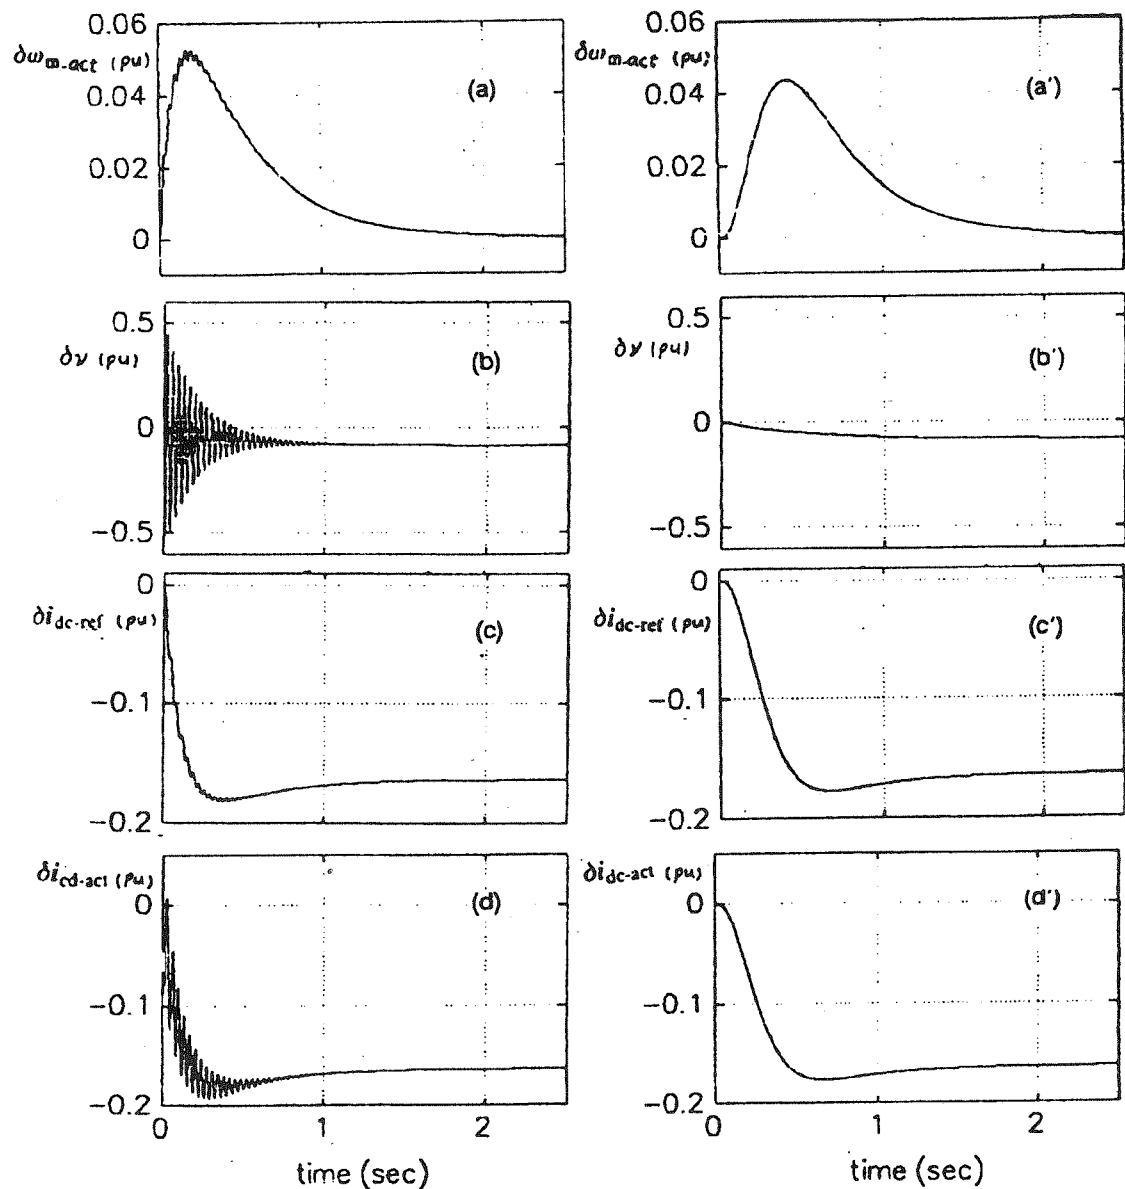 0.06
δω_m-act (pu)
0.04
0.02
0
(a)
0.06
δω_m-act (pu)
0.04
0.02
0
(a')
0.5
δν (pu)
0
−0.5
(b)
0.5
δν (pu)
0
−0.5
(b')
0
δi_dc-ref (pu)
−0.1
−0.2
(c)
0
δi_dc-ref (pu)
−0.1
−0.2
(c')
δi_cd-act (pu)
0
−0.1
−0.2
(d)
0 1 2
time (sec)
δi_dc-act (pu)
0
−0.1
−0.2
(d')
0 1 2
time (sec)